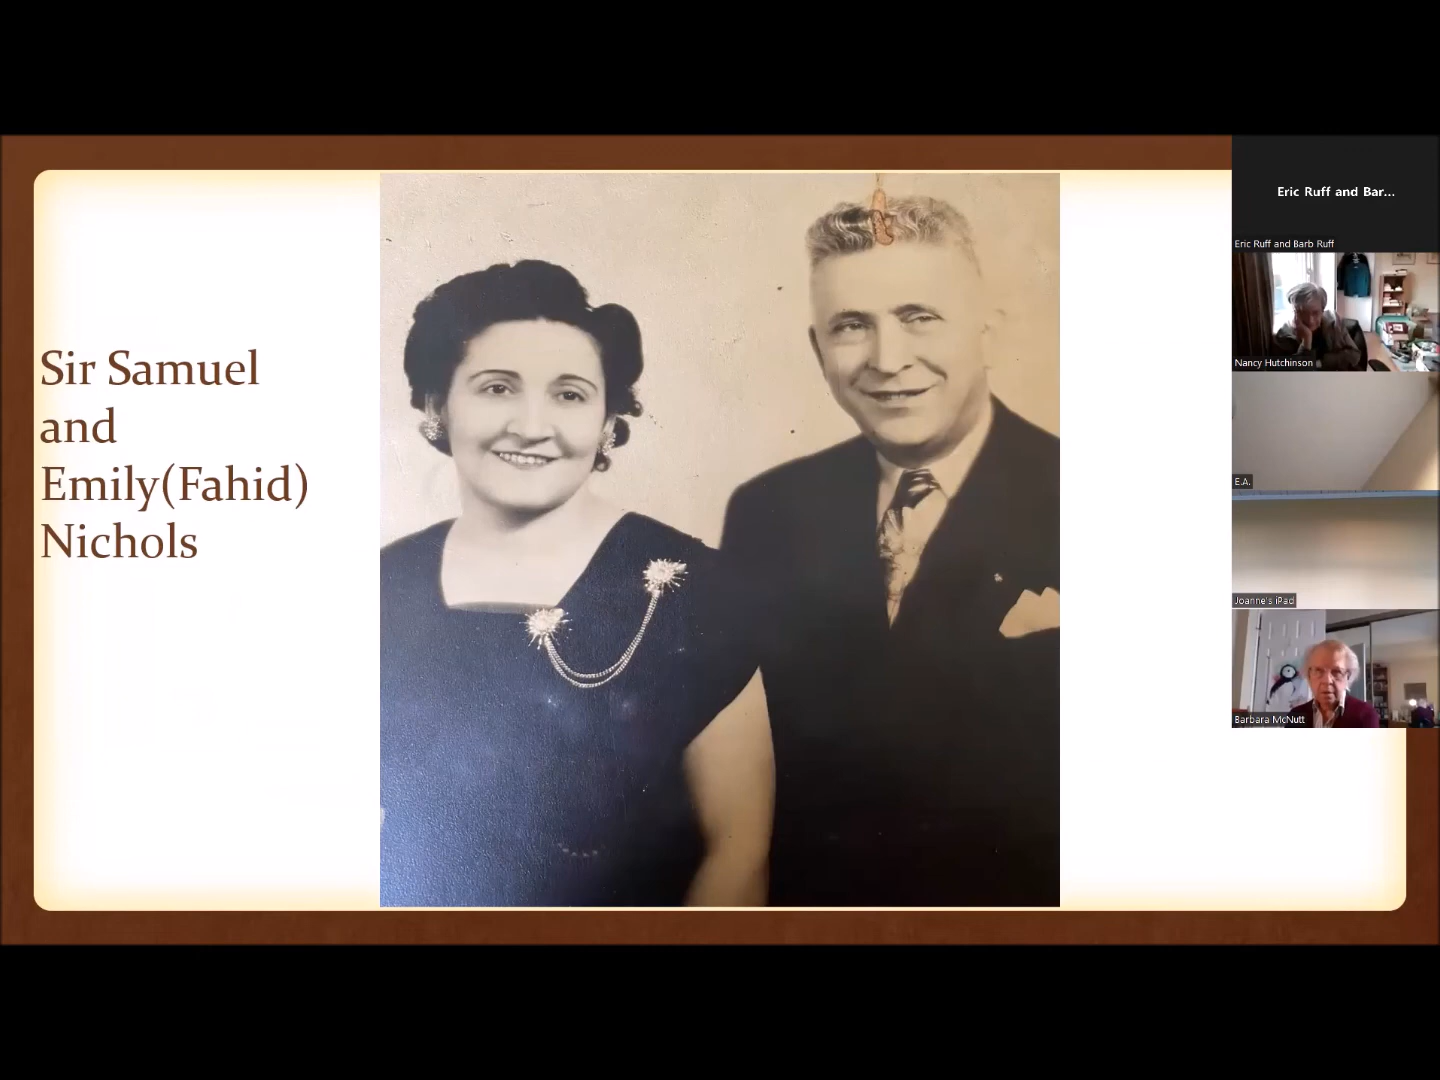 Sir Samuel
and
Emily(Fahid)
Nichols
Eric Ruff and Bar...
Eric Ruff and Barb Ruff
Nancy Hutchinson
E.A.
Joanne's iPad
Barbara McNutt